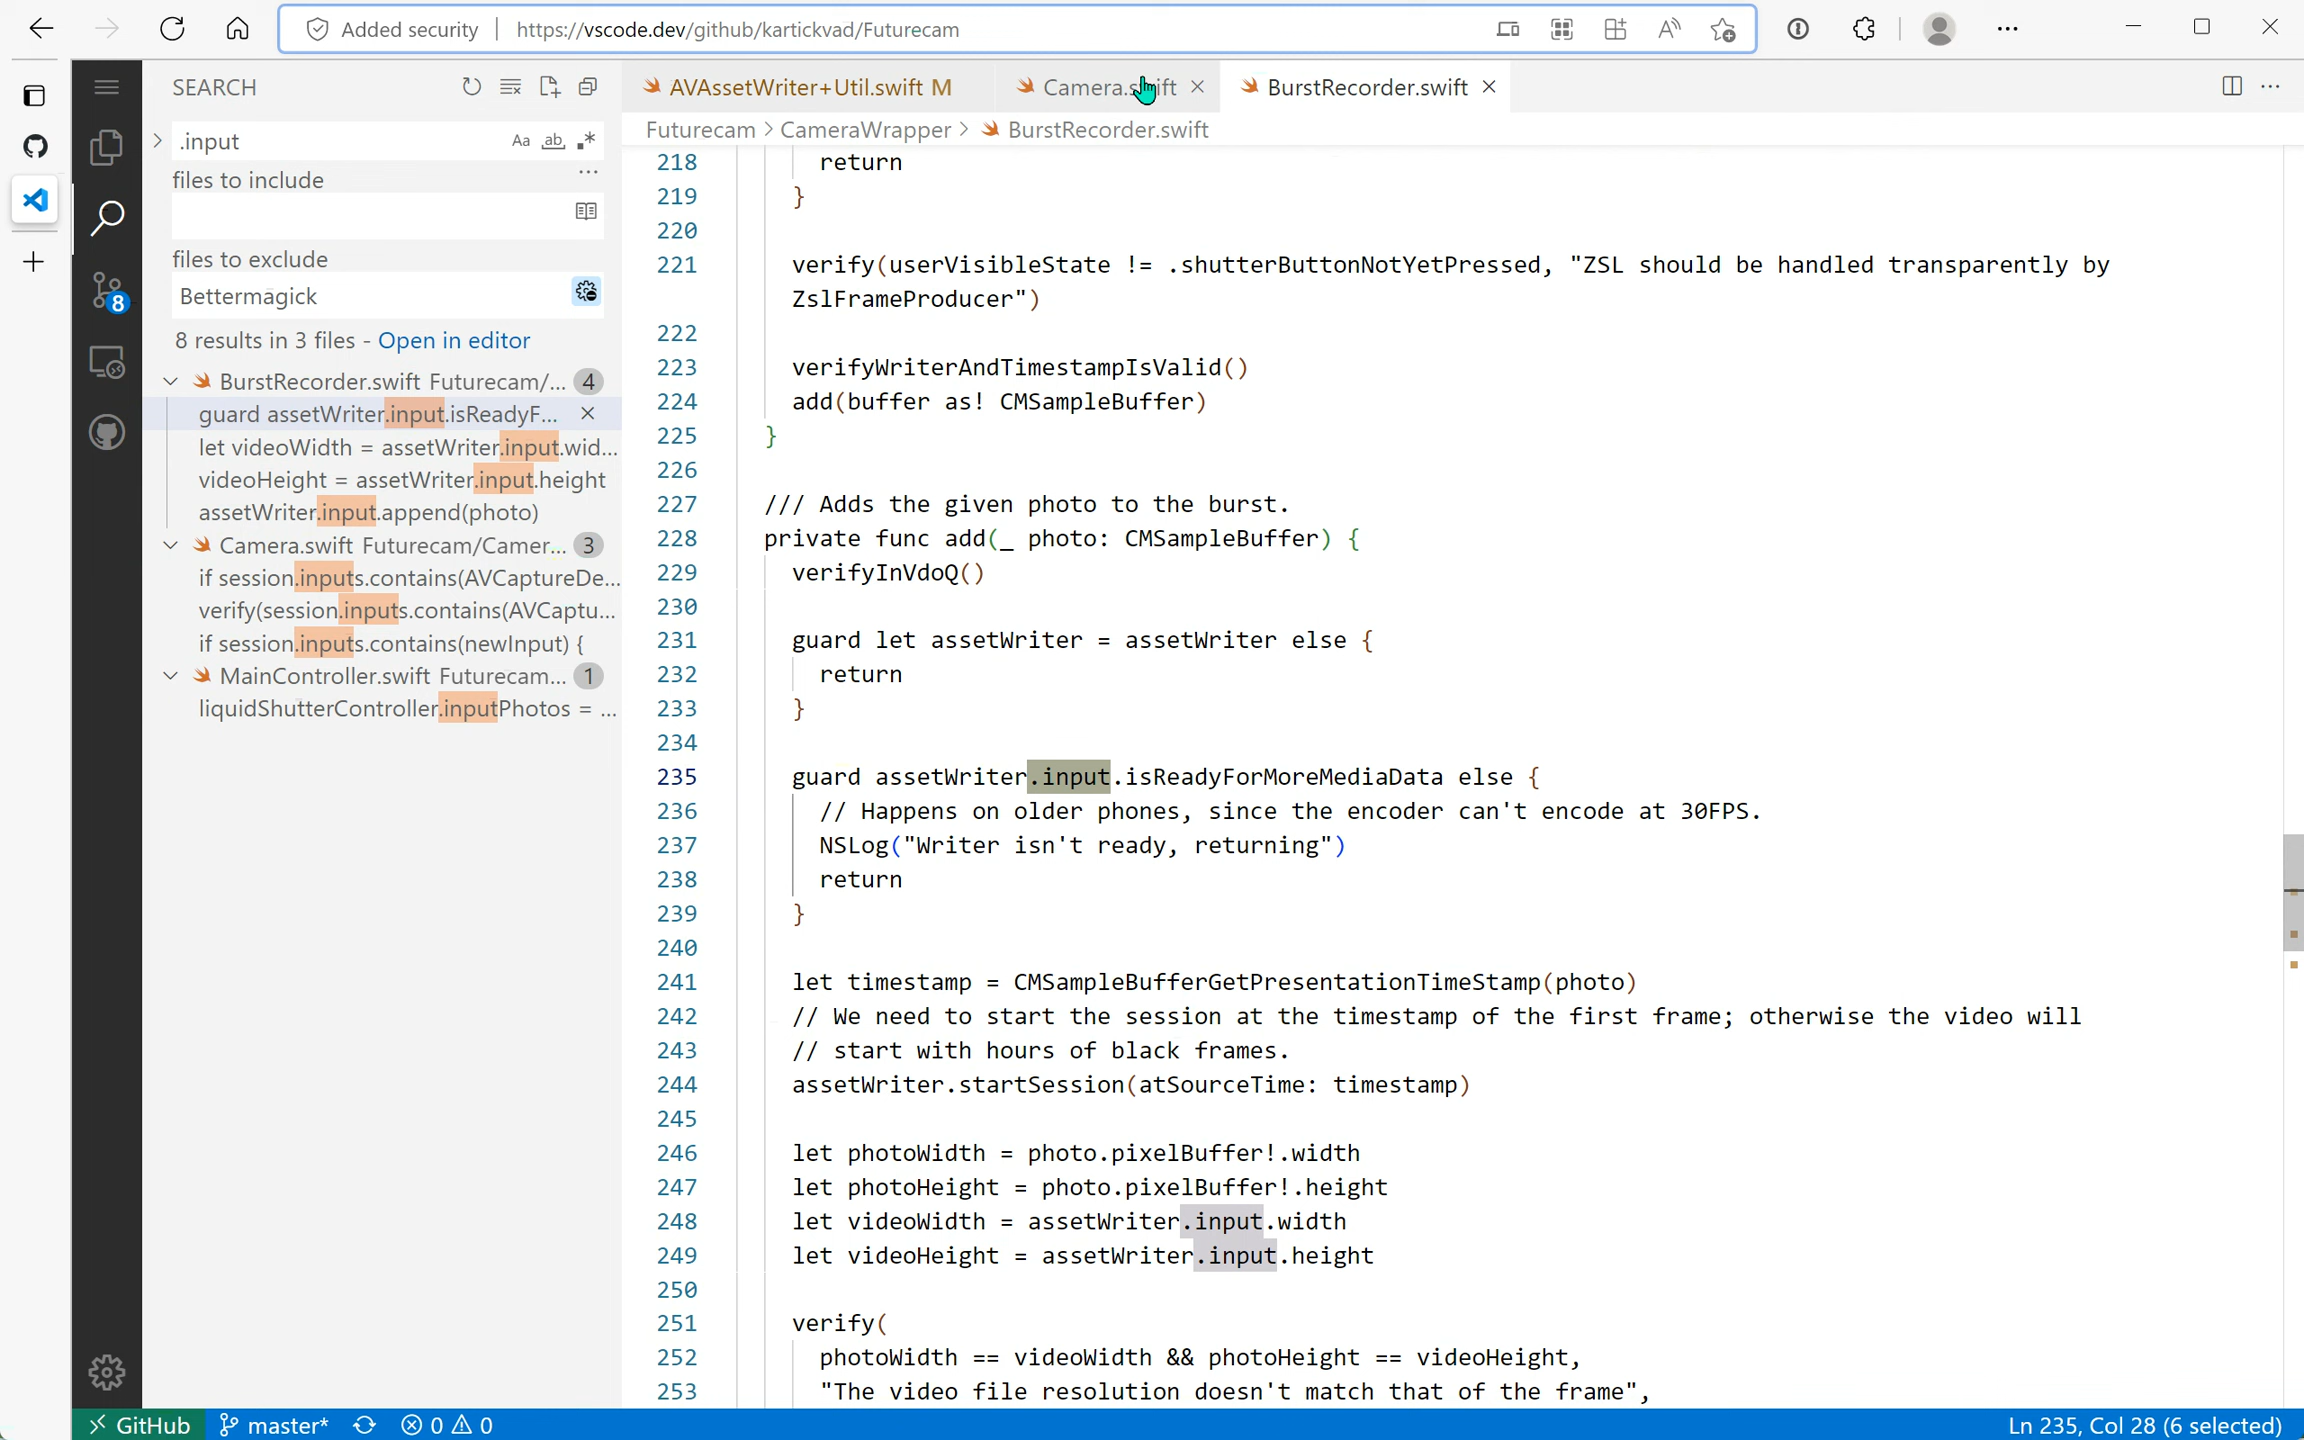 Added security | https://vscode.dev/github/kartickvad/Futurecam
SEARCH
.input
Aa ab
files to include
files to exclude
Bettermagick
8 results in 3 files - Open in editor
BurstRecorder.swift Futurecam/... 4
guard assetWriter.input.isReadyF...
let videoWidth = assetWriter.input.wid...
videoHeight = assetWriter.input.height
assetWriter.input.append(photo)
Camera.swift Futurecam/Camer... 3
if session.inputs.contains(AVCaptureDe...
verify(session.inputs.contains(AVCaptu...
if session.inputs.contains(newInput) {
MainController.swift Futurecam... 1
liquidShutterController.inputPhotos = ...
8
AVAssetWriter+Util.swift M
Camera.swift
BurstRecorder.swift
Futurecam > CameraWrapper > BurstRecorder.swift
218 return
219 }
220
221 verify(userVisibleState != .shutterButtonNotYetPressed, "ZSL should be handled transparently by
ZslFrameProducer")
222
223 verifyWriterAndTimestampIsValid()
224 add(buffer as! CMSampleBuffer)
225 }
226
227 /// Adds the given photo to the burst.
228 private func add(_ photo: CMSampleBuffer) {
229 verifyInVdoQ()
230
231 guard let assetWriter = assetWriter else {
232 return
233 }
234
235 guard assetWriter.input.isReadyForMoreMediaData else {
236 // Happens on older phones, since the encoder can't encode at 30FPS.
237 NSLog("Writer isn't ready, returning")
238 return
239 }
240
241 let timestamp = CMSampleBufferGetPresentationTimeStamp(photo)
242 // We need to start the session at the timestamp of the first frame; otherwise the video will
243 // start with hours of black frames.
244 assetWriter.startSession(atSourceTime: timestamp)
245
246 let photoWidth = photo.pixelBuffer!.width
247 let photoHeight = photo.pixelBuffer!.height
248 let videoWidth = assetWriter.input.width
249 let videoHeight = assetWriter.input.height
250
251 verify(
252 photoWidth == videoWidth && photoHeight == videoHeight,
253 "The video file resolution doesn't match that of the frame",
GitHub master* 0 0 Ln 235, Col 28 (6 selected)